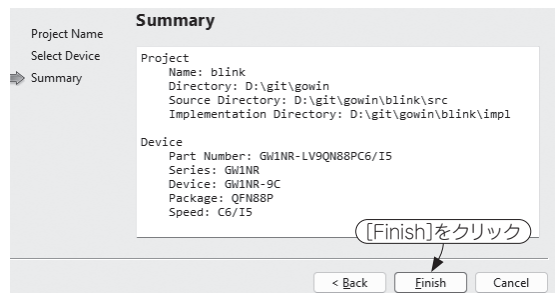 Summary
Project Name
Select Device
Summary
Project
Name: blink
Directory: D:\git\gowin
Source Directory: D:\git\gowin\blink\src
Implementation Directory: D:\git\gowin\blink\impl
Device
Part Number: GW1NR-LV9QN88PC6/I5
Series: GW1NR
Device: GW1NR-9C
Package: QFN88P
Speed: C6/I5
[Finish]をクリック
< Back
Finish
Cancel